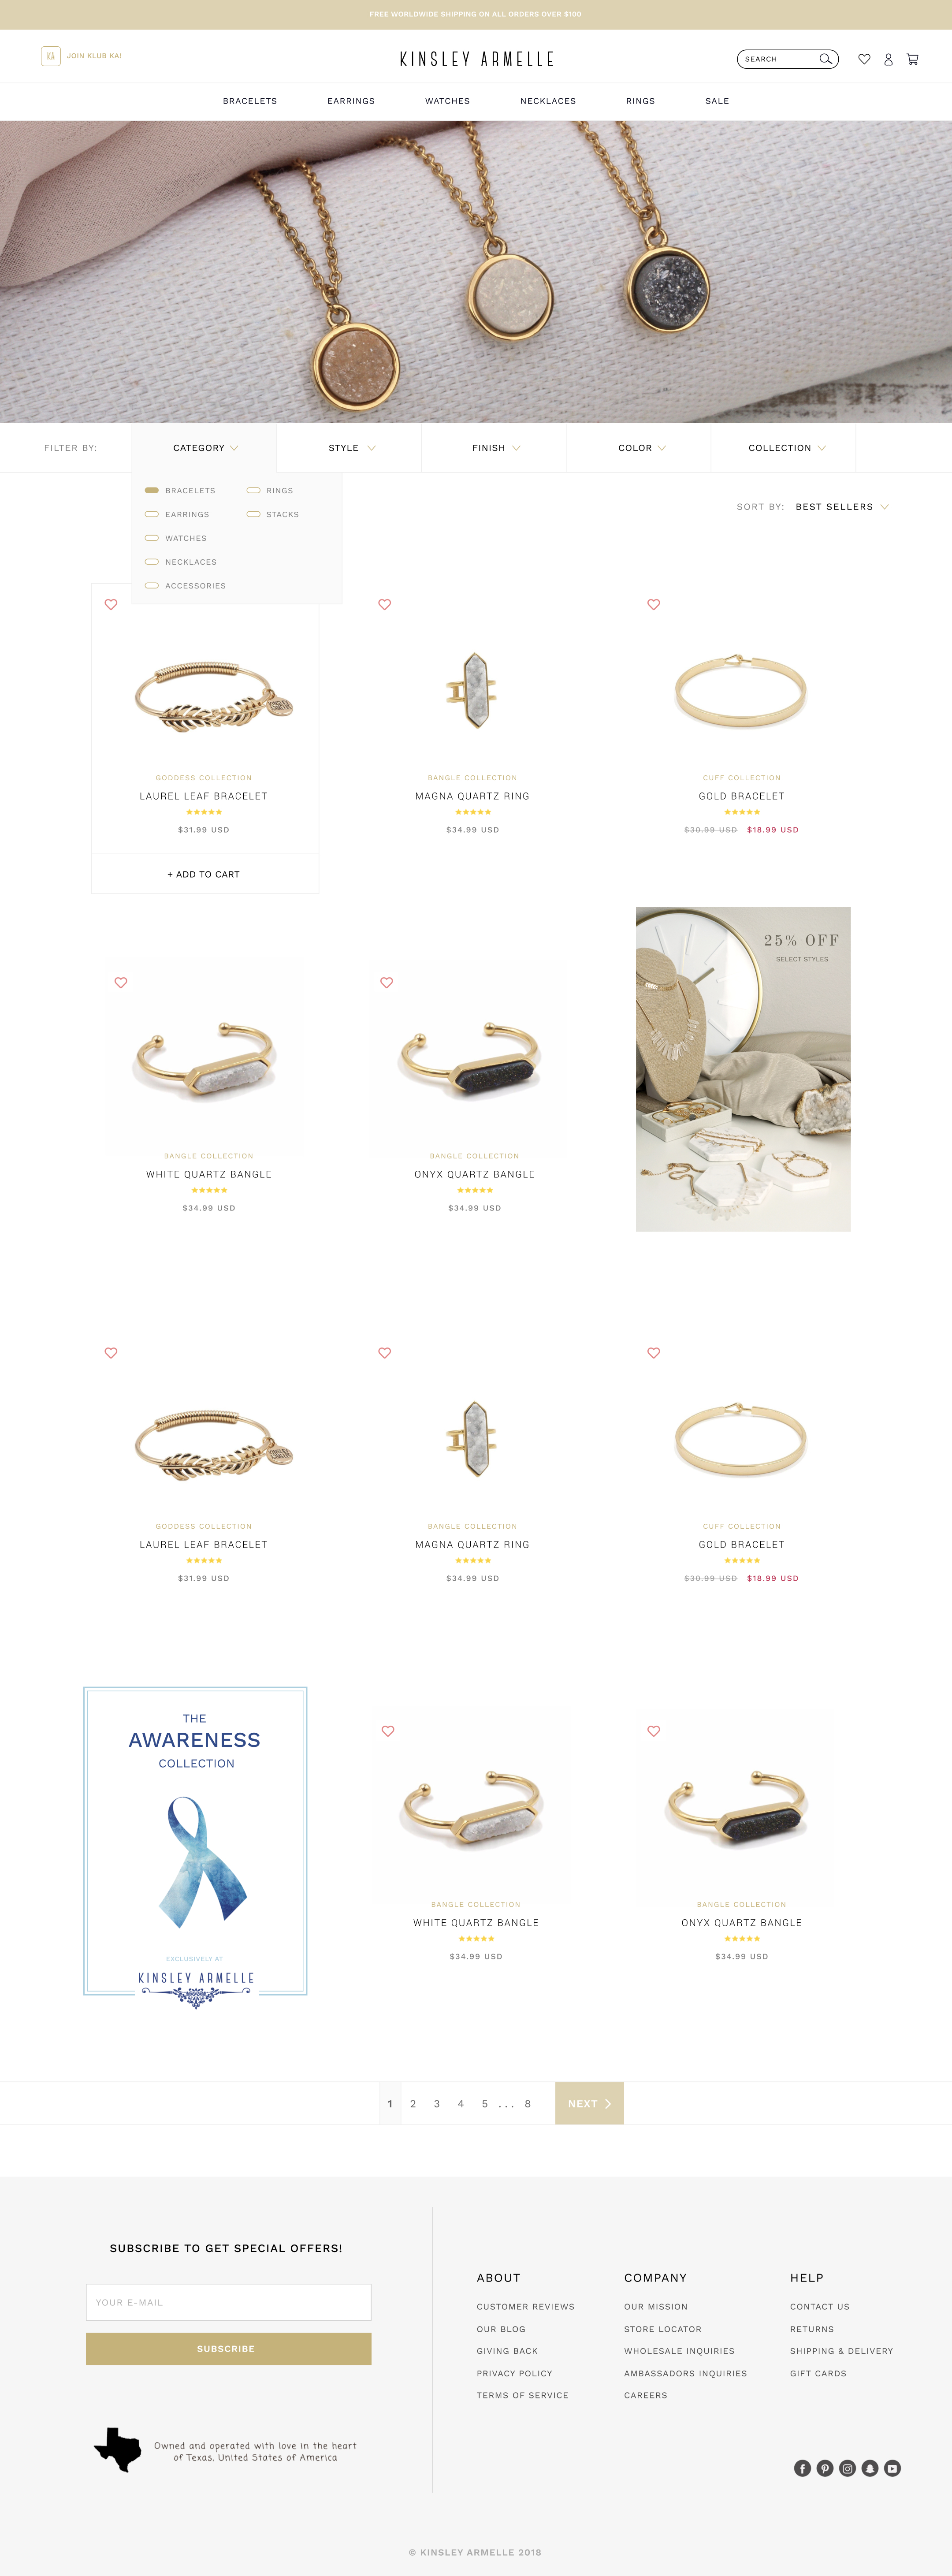 FREE WORLDWIDE SHIPPING ON ALL ORDERS OVER $100
KA JOIN KLUB KA!
KINSLEY ARMELLE
SEARCH
BRACELETS EARRINGS WATCHES NECKLACES RINGS SALE
FILTER BY: CATEGORY STYLE FINISH COLOR COLLECTION
BRACELETS RINGS
EARRINGS STACKS
WATCHES
NECKLACES
ACCESSORIES
SORT BY: BEST SELLERS
GODDESS COLLECTION
LAUREL LEAF BRACELET
$31.99 USD
+ ADD TO CART
BANGLE COLLECTION
MAGNA QUARTZ RING
$34.99 USD
CUFF COLLECTION
GOLD BRACELET
$30.99 USD $18.99 USD
BANGLE COLLECTION
WHITE QUARTZ BANGLE
$34.99 USD
BANGLE COLLECTION
ONYX QUARTZ BANGLE
$34.99 USD
25% OFF
SELECT STYLES
GODDESS COLLECTION
LAUREL LEAF BRACELET
$31.99 USD
BANGLE COLLECTION
MAGNA QUARTZ RING
$34.99 USD
CUFF COLLECTION
GOLD BRACELET
$30.99 USD $18.99 USD
THE
AWARENESS
COLLECTION
EXCLUSIVELY AT
KINSLEY ARMELLE
BANGLE COLLECTION
WHITE QUARTZ BANGLE
$34.99 USD
BANGLE COLLECTION
ONYX QUARTZ BANGLE
$34.99 USD
1 2 3 4 5 ... 8 NEXT
SUBSCRIBE TO GET SPECIAL OFFERS!
YOUR E-MAIL
SUBSCRIBE
Owned and operated with love in the heart
of Texas, United States of America
ABOUT
CUSTOMER REVIEWS
OUR BLOG
GIVING BACK
PRIVACY POLICY
TERMS OF SERVICE
COMPANY
OUR MISSION
STORE LOCATOR
WHOLESALE INQUIRIES
AMBASSADORS INQUIRIES
CAREERS
HELP
CONTACT US
RETURNS
SHIPPING & DELIVERY
GIFT CARDS
© KINSLEY ARMELLE 2018